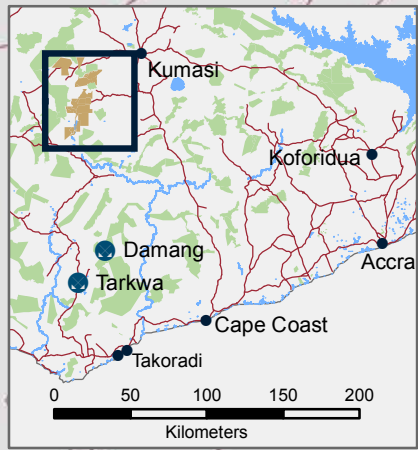 Kumasi
Koforidua
Damang
Accra
Tarkwa
Cape Coast
Takoradi
0 50 100 150 200
Kilometers